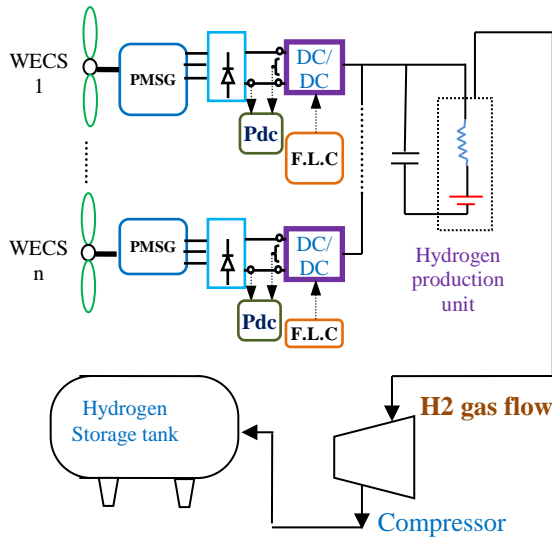 WECS
1
PMSG
DC/
DC
Pdc
F.L.C
WECS
n
PMSG
DC/
DC
Pdc
F.L.C
Hydrogen
production
unit
H2 gas flow
Hydrogen
Storage tank
Compressor